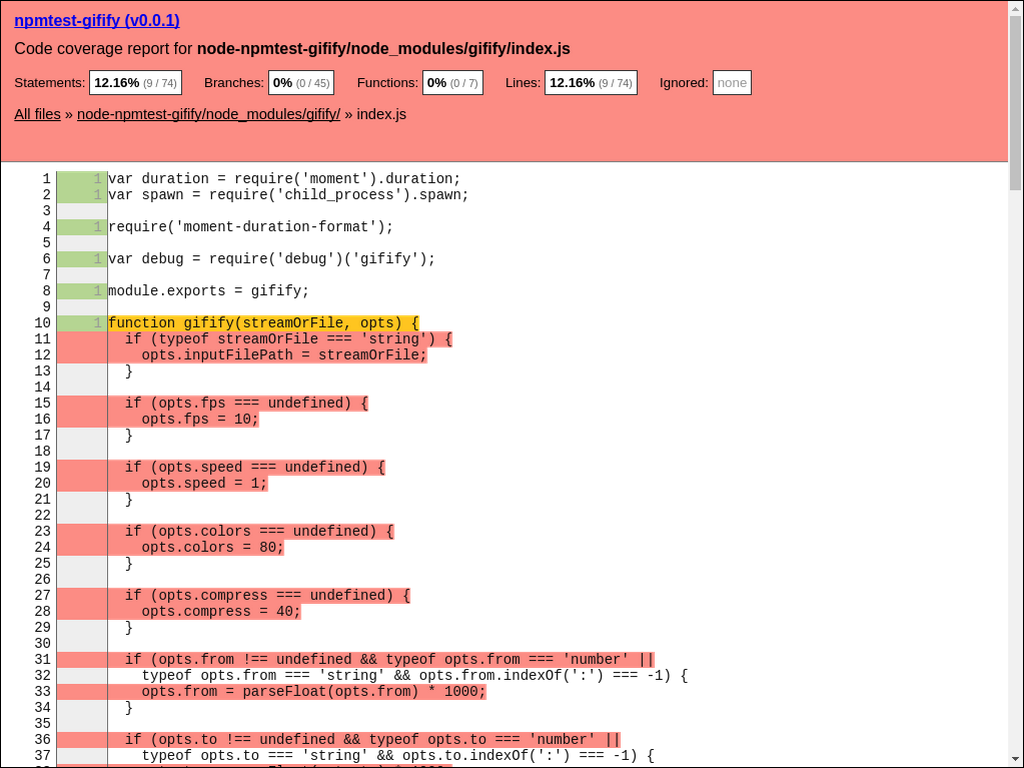 npmtest-gifify (v0.0.1)
Code coverage report for node-npmtest-gifify/node_modules/gifify/index.js
Statements: 12.16% (9 / 74) Branches: 0% (0 / 45) Functions: 0% (0 / 7) Lines: 12.16% (9 / 74) Ignored: none
All files » node-npmtest-gifify/node_modules/gifify/ » index.js
1 1 var duration = require('moment').duration;
2 1 var spawn = require('child_process').spawn;
3
4 1 require('moment-duration-format');
5
6 1 var debug = require('debug')('gifify');
7
8 1 module.exports = gifify;
9
10 1 function gifify(streamOrFile, opts) {
11 if (typeof streamOrFile === 'string') {
12 opts.inputFilePath = streamOrFile;
13 }
14
15 if (opts.fps === undefined) {
16 opts.fps = 10;
17 }
18
19 if (opts.speed === undefined) {
20 opts.speed = 1;
21 }
22
23 if (opts.colors === undefined) {
24 opts.colors = 80;
25 }
26
27 if (opts.compress === undefined) {
28 opts.compress = 40;
29 }
30
31 if (opts.from !== undefined && typeof opts.from === 'number' ||
32 typeof opts.from === 'string' && opts.from.indexOf(':') === -1) {
33 opts.from = parseFloat(opts.from) * 1000;
34 }
35
36 if (opts.to !== undefined && typeof opts.to === 'number' ||
37 typeof opts.to === 'string' && opts.to.indexOf(':') === -1) {